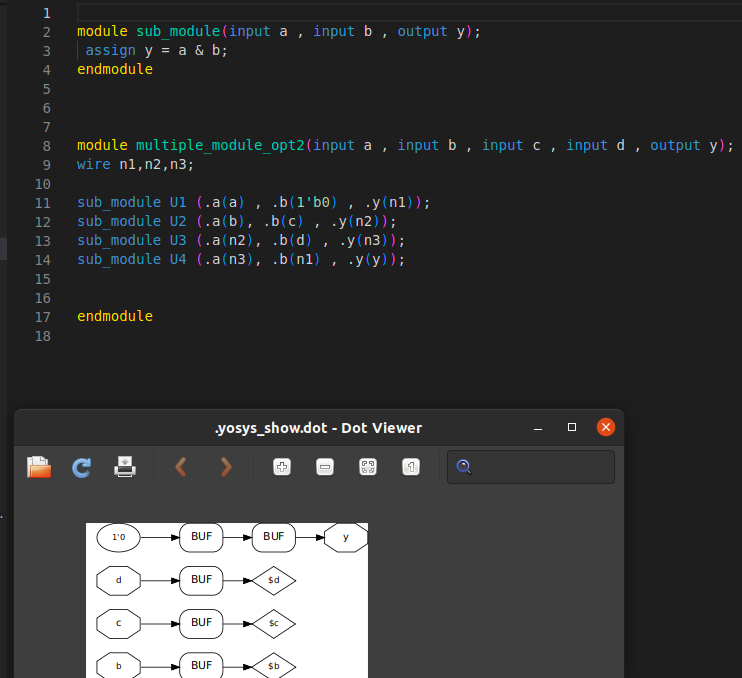 1
2 module sub_module(input a , input b , output y);
3 assign y = a & b;
4 endmodule
5
6
7
8 module multiple_module_opt2(input a , input b , input c , input d , output y);
9 wire n1,n2,n3;
10
11 sub_module U1 (.a(a) , .b(1'b0) , .y(n1));
12 sub_module U2 (.a(b), .b(c) , .y(n2));
13 sub_module U3 (.a(n2), .b(d) , .y(n3));
14 sub_module U4 (.a(n3), .b(n1) , .y(y));
15
16
17 endmodule
18
.yosys_show.dot - Dot Viewer
1'0 BUF BUF y
d BUF $d
c BUF $c
b BUF $b